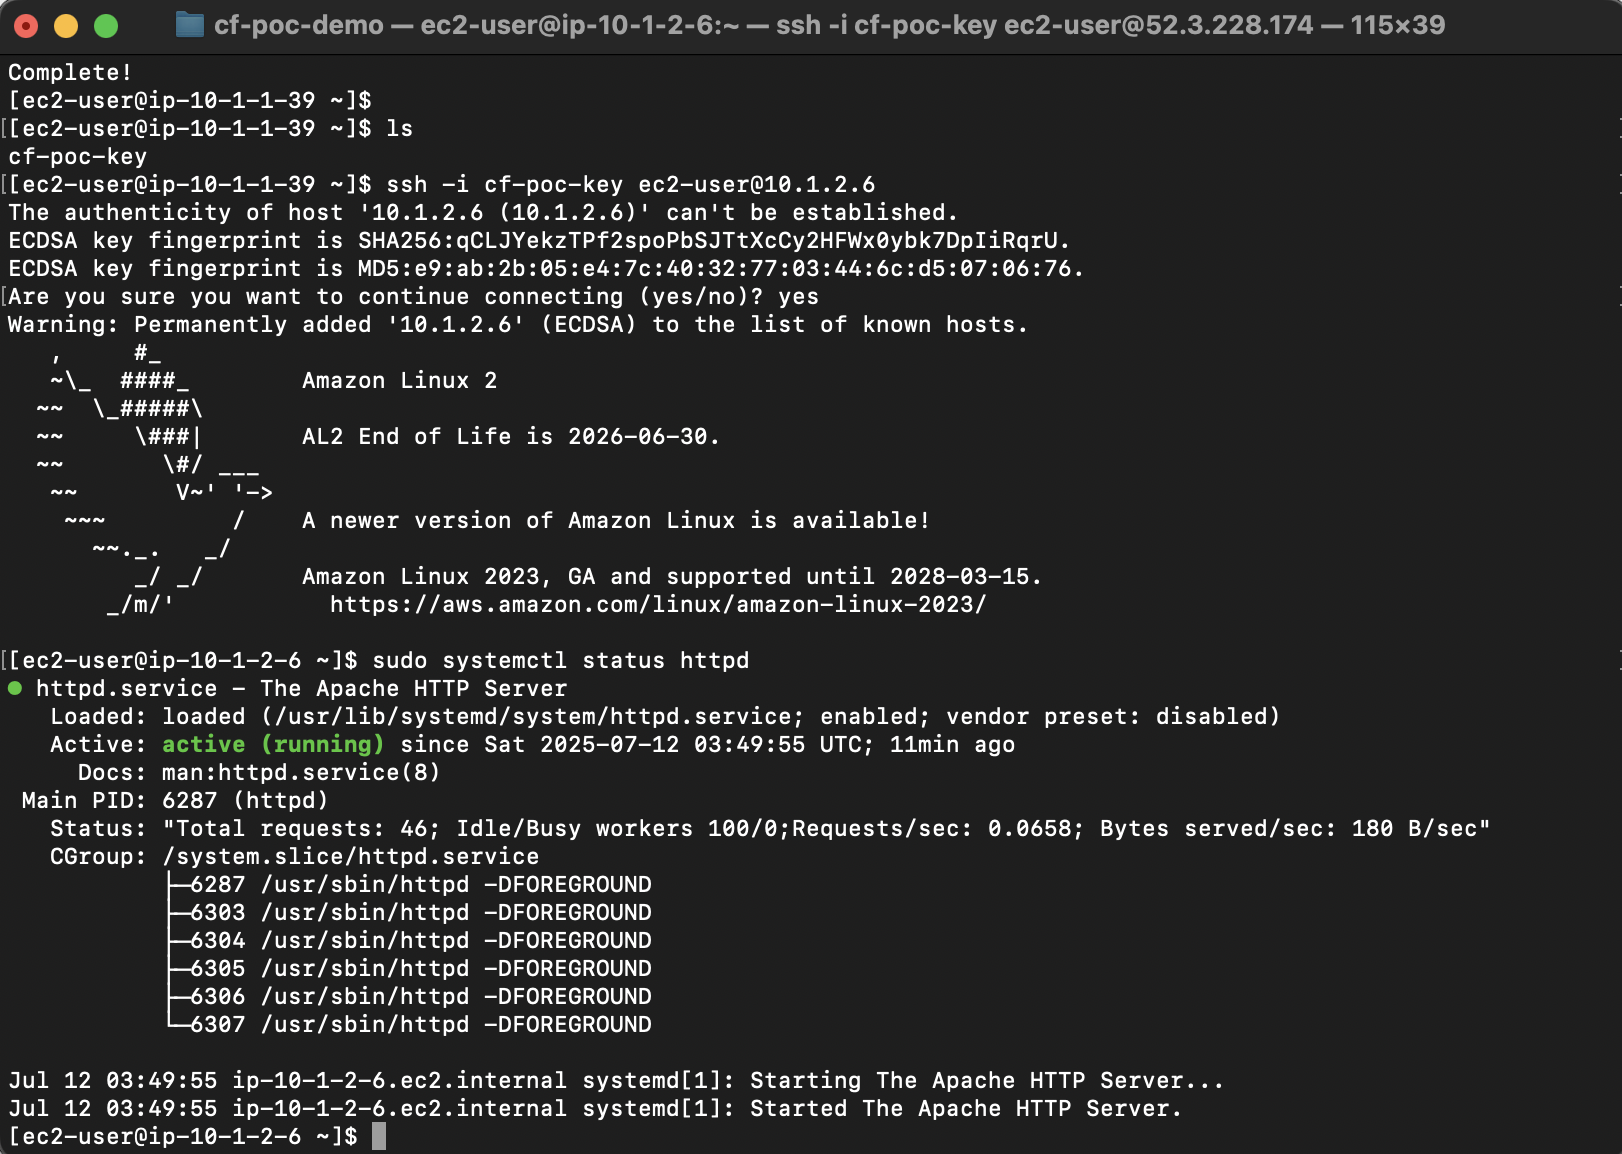 cf-poc-demo — ec2-user@ip-10-1-2-6:~ — ssh -i cf-poc-key ec2-user@52.3.228.174 — 115×39
Complete!
[ec2-user@ip-10-1-1-39 ~]$
[[ec2-user@ip-10-1-1-39 ~]$ ls
cf-poc-key
[[ec2-user@ip-10-1-1-39 ~]$ ssh -i cf-poc-key ec2-user@10.1.2.6
The authenticity of host '10.1.2.6 (10.1.2.6)' can't be established.
ECDSA key fingerprint is SHA256:qCLJYekzTPf2spoPbSJTtXcCy2HFWx0ybk7DpIiRqrU.
ECDSA key fingerprint is MD5:e9:ab:2b:05:e4:7c:40:32:77:03:44:6c:d5:07:06:76.
[Are you sure you want to continue connecting (yes/no)? yes
Warning: Permanently added '10.1.2.6' (ECDSA) to the list of known hosts.
   ,     #_
   ~\_  ####_        Amazon Linux 2
  ~~  \_#####\
  ~~     \###|       AL2 End of Life is 2026-06-30.
  ~~       \#/ ___
   ~~       V~' '->
    ~~~         /    A newer version of Amazon Linux is available!
      ~~._.   _/
         _/ _/       Amazon Linux 2023, GA and supported until 2028-03-15.
       _/m/'           https://aws.amazon.com/linux/amazon-linux-2023/
[[ec2-user@ip-10-1-2-6 ~]$ sudo systemctl status httpd
● httpd.service - The Apache HTTP Server
   Loaded: loaded (/usr/lib/systemd/system/httpd.service; enabled; vendor preset: disabled)
   Active: active (running) since Sat 2025-07-12 03:49:55 UTC; 11min ago
     Docs: man:httpd.service(8)
 Main PID: 6287 (httpd)
   Status: "Total requests: 46; Idle/Busy workers 100/0;Requests/sec: 0.0658; Bytes served/sec: 180 B/sec"
   CGroup: /system.slice/httpd.service
           ├─6287 /usr/sbin/httpd -DFOREGROUND
           ├─6303 /usr/sbin/httpd -DFOREGROUND
           ├─6304 /usr/sbin/httpd -DFOREGROUND
           ├─6305 /usr/sbin/httpd -DFOREGROUND
           ├─6306 /usr/sbin/httpd -DFOREGROUND
           └─6307 /usr/sbin/httpd -DFOREGROUND
Jul 12 03:49:55 ip-10-1-2-6.ec2.internal systemd[1]: Starting The Apache HTTP Server...
Jul 12 03:49:55 ip-10-1-2-6.ec2.internal systemd[1]: Started The Apache HTTP Server.
[ec2-user@ip-10-1-2-6 ~]$